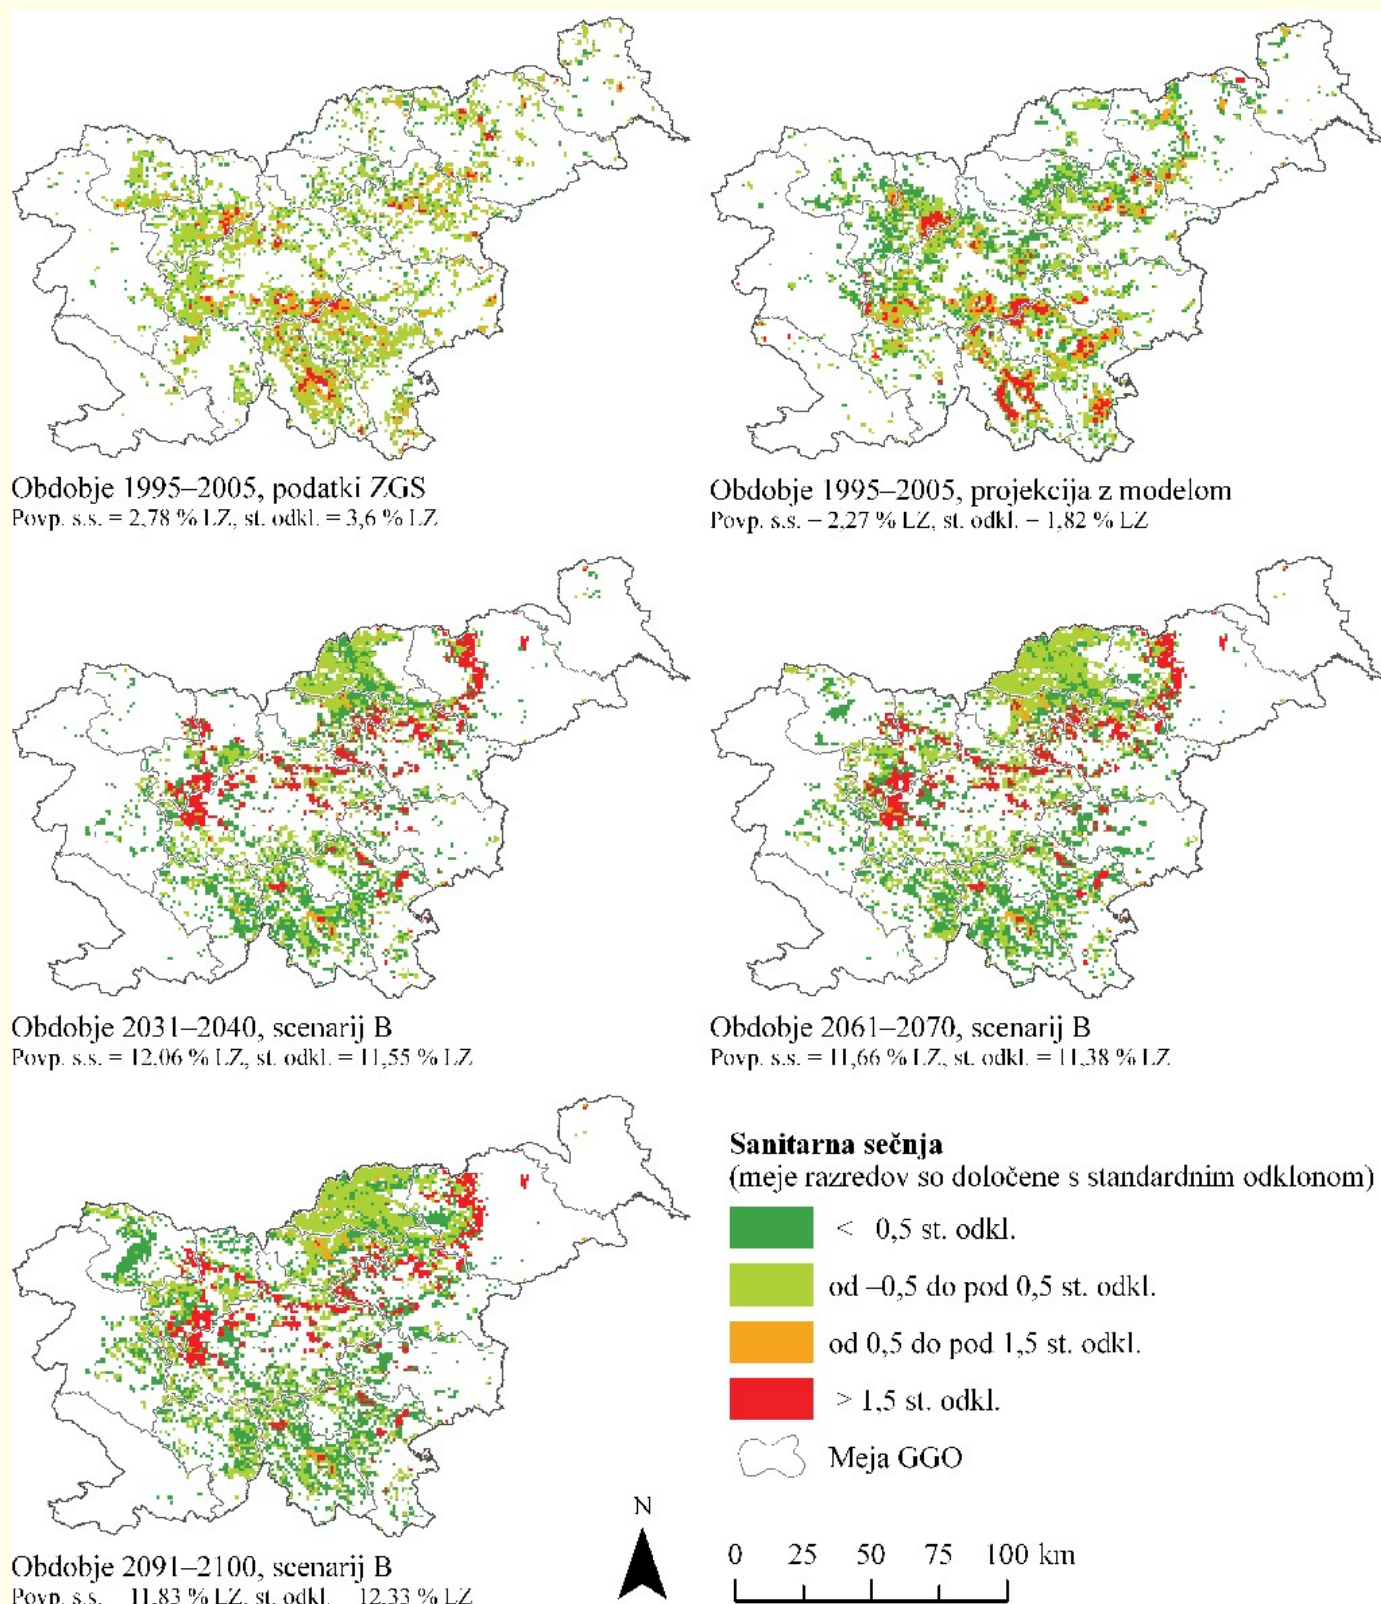 Obdobje 1995–2005, podatki ZGS
Povp. s.s. = 2,78 % LZ, st. odkl. = 3,6 % LZ
Obdobje 1995–2005, projekcija z modelom
Povp. s.s. – 2,27 % LZ, st. odkl. – 1,82 % LZ
Obdobje 2031–2040, scenarij B
Povp. s.s. = 12,06 % LZ, st. odkl. = 11,55 % LZ
Obdobje 2061–2070, scenarij B
Povp. s.s. = 11,66 % LZ, st. odkl. = 11,38 % LZ
Obdobje 2091–2100, scenarij B
Povp. s.s. 11,83 % LZ, st. odkl. 12,33 % LZ
Sanitarna sečnja
(meje razredov so določene s standardnim odklonom)
< 0,5 st. odkl.
od –0,5 do pod 0,5 st. odkl.
od 0,5 do pod 1,5 st. odkl.
> 1,5 st. odkl.
Meja GGO
N
0 25 50 75 100 km